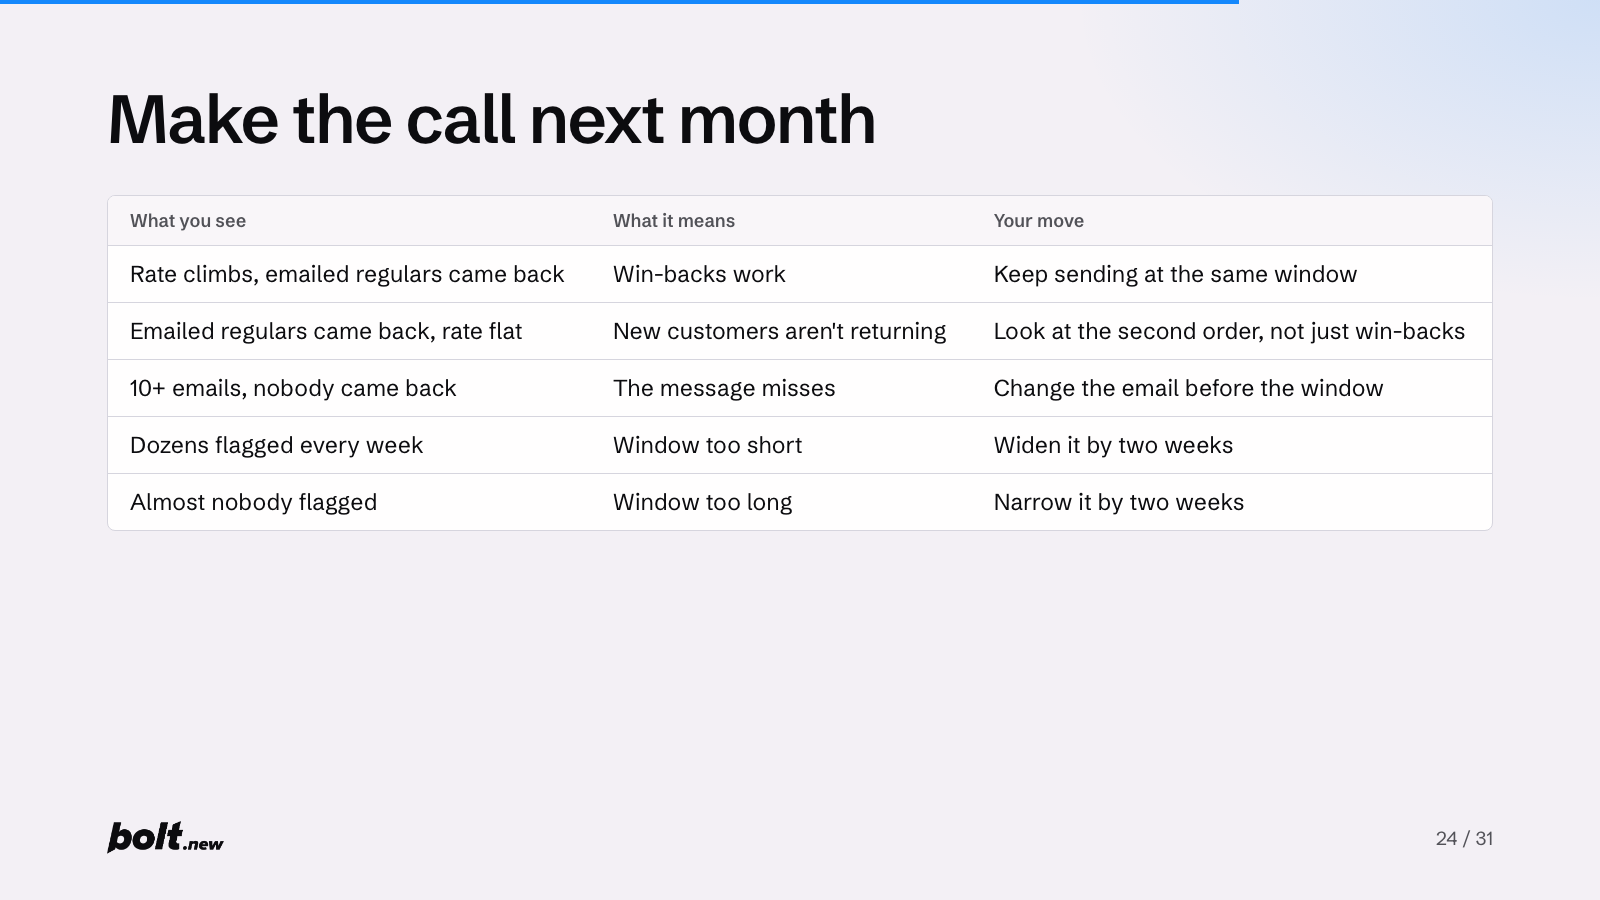 Make the call next month
What you see What it means Your move
Rate climbs, emailed regulars came back Win-backs work Keep sending at the same window
Emailed regulars came back, rate flat New customers aren't returning Look at the second order, not just win-backs
10+ emails, nobody came back The message misses Change the email before the window
Dozens flagged every week Window too short Widen it by two weeks
Almost nobody flagged Window too long Narrow it by two weeks
bolt.new 24 / 31